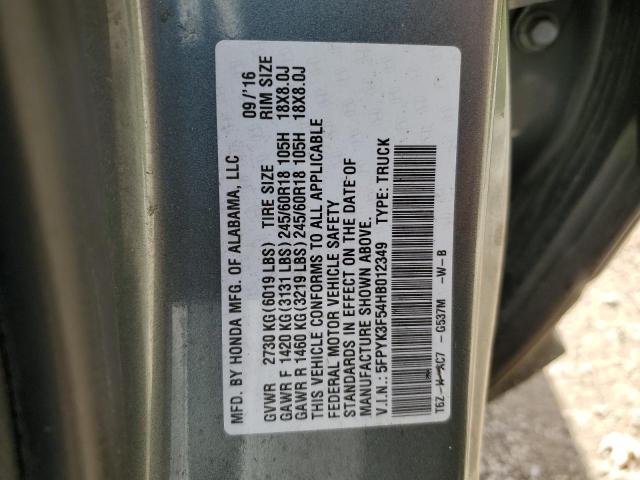 MFD. BY HONDA MFG. OF ALABAMA, LLC 09/'16
GVWR 2730 KG (6019 LBS) TIRE SIZE RIM SIZE
GAWR F 1420 KG (3131 LBS) 245/60R18 105H 18X8.0J
GAWR R 1460 KG (3219 LBS) 245/60R18 105H 18X8.0J
THIS VEHICLE CONFORMS TO ALL APPLICABLE
FEDERAL MOTOR VEHICLE SAFETY
STANDARDS IN EFFECT ON THE DATE OF
MANUFACTURE SHOWN ABOVE.
V.I.N.: 5FPYK3F54HB012349 TYPE: TRUCK
T6Z - C7 - G537M - W - B